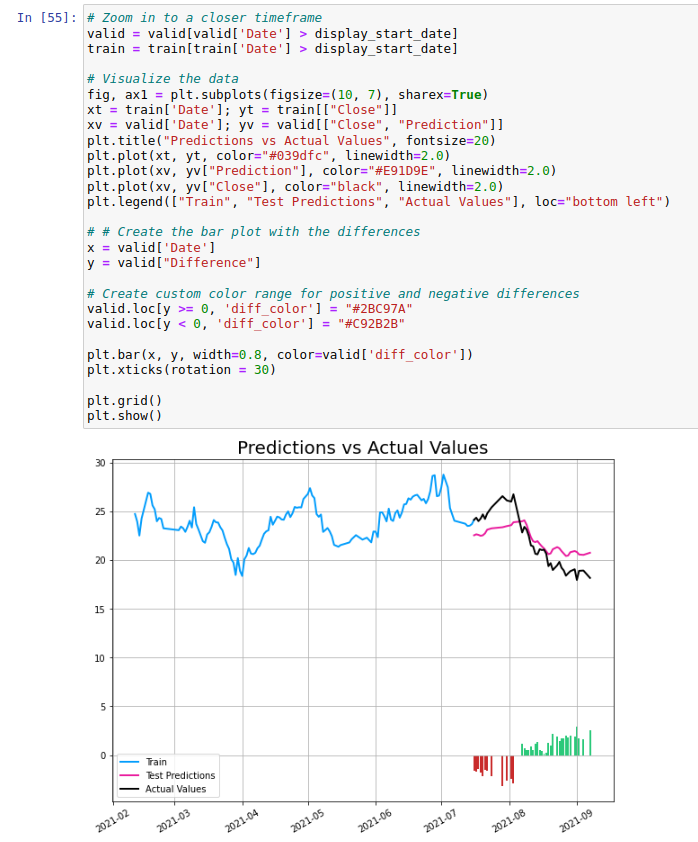 In [55]:
# Zoom in to a closer timeframe
valid = valid[valid['Date'] > display_start_date]
train = train[train['Date'] > display_start_date]
# Visualize the data
fig, ax1 = plt.subplots(figsize=(10, 7), sharex=True)
xt = train['Date']; yt = train[["Close"]]
xv = valid['Date']; yv = valid[["Close", "Prediction"]]
plt.title("Predictions vs Actual Values", fontsize=20)
plt.plot(xt, yt, color="#039dfc", linewidth=2.0)
plt.plot(xv, yv["Prediction"], color="#E91D9E", linewidth=2.0)
plt.plot(xv, yv["Close"], color="black", linewidth=2.0)
plt.legend(["Train", "Test Predictions", "Actual Values"], loc="bottom left")
# # Create the bar plot with the differences
x = valid['Date']
y = valid["Difference"]
# Create custom color range for positive and negative differences
valid.loc[y >= 0, 'diff_color'] = "#2BC97A"
valid.loc[y < 0, 'diff_color'] = "#C92B2B"
plt.bar(x, y, width=0.8, color=valid['diff_color'])
plt.xticks(rotation = 30)
plt.grid()
plt.show()
Predictions vs Actual Values
30
25
20
15
10
5
0
Train
Test Predictions
Actual Values
2021-02
2021-03
2021-04
2021-05
2021-06
2021-07
2021-08
2021-09